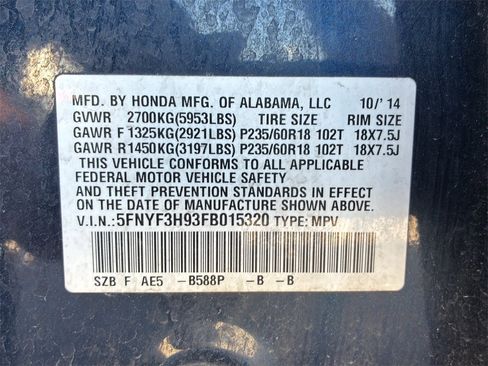 MFD. BY HONDA MFG. OF ALABAMA, LLC 10/' 14
GVWR 2700KG(5953LBS) TIRE SIZE RIM SIZE
GAWR F 1325KG(2921LBS) P235/60R18 102T 18X7.5J
GAWR R1450KG(3197LBS) P235/60R18 102T 18X7.5J
THIS VEHICLE CONFORMS TO ALL APPLICABLE
FEDERAL MOTOR VEHICLE SAFETY
AND THEFT PREVENTION STANDARDS IN EFFECT
ON THE DATE OF MANUFACTURE SHOWN ABOVE.
V.I.N.:5FNYF3H93FB015320 TYPE: MPV
SZB F AE5 -B588P -B -B